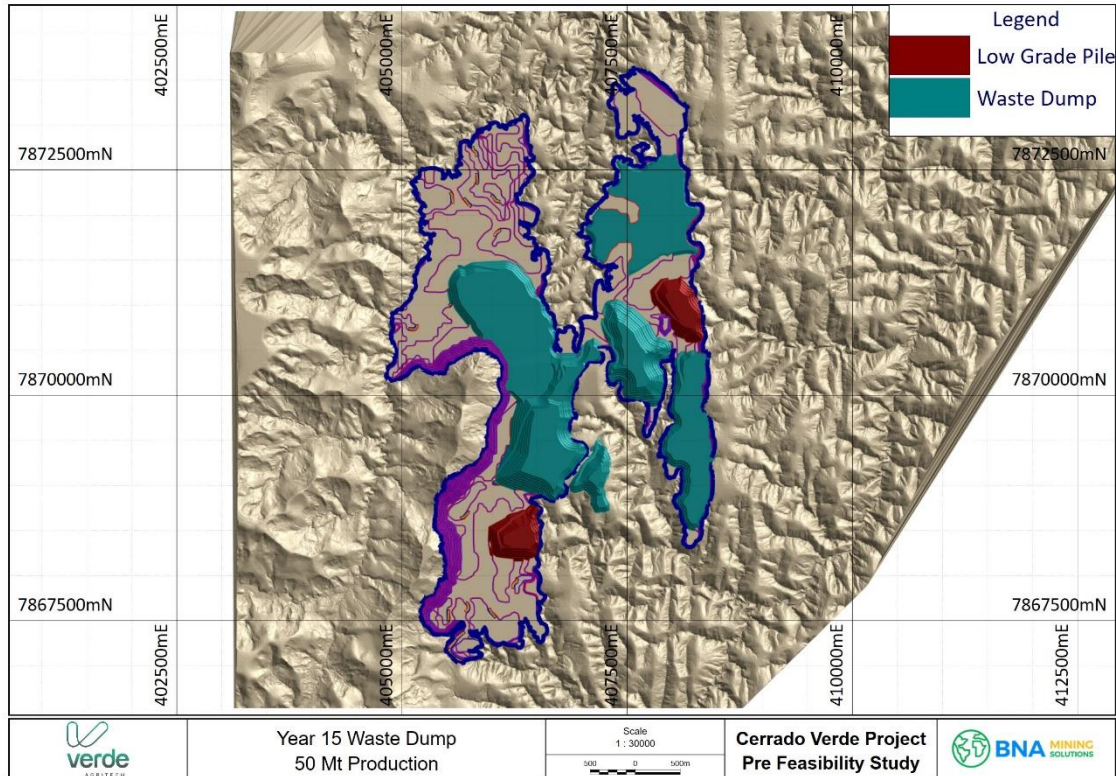 402500mE
405000mE
407500mE
410000mE
Legend
Low Grade Pile
Waste Dump
7872500mN
7872500mN
7870000mN
7870000mN
7867500mN
7867500mN
402500mE
405000mE
407500mE
410000mE
412500mE
verde
AGRITECH
Year 15 Waste Dump
50 Mt Production
Scale
1 : 30000
500 0 500m
Cerrado Verde Project
Pre Feasibility Study
BNA MINING
SOLUTIONS